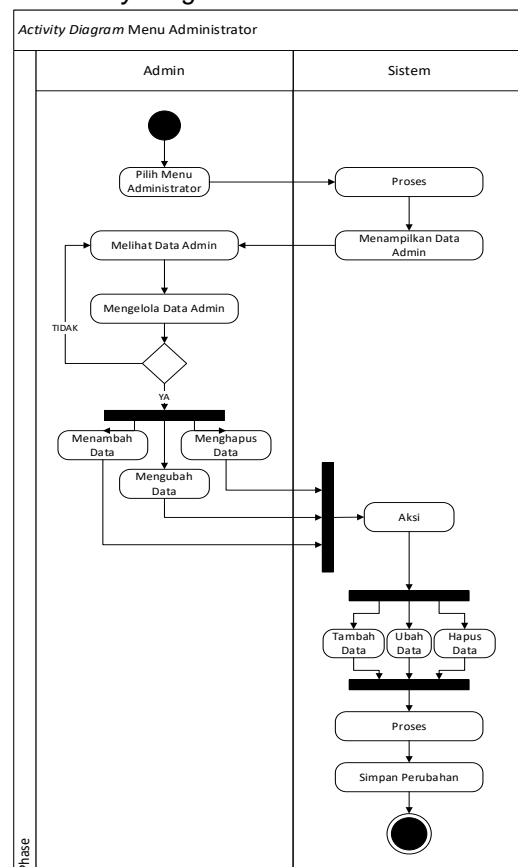 Activity Diagram Menu Administrator
Admin
Sistem
Pilih Menu
Administrator
Proses
Menampilkan Data
Admin
Melihat Data Admin
Mengelola Data Admin
TIDAK
YA
Menambah
Data
Menghapus
Data
Mengubah
Data
Aksi
Tambah
Data
Ubah
Data
Hapus
Data
Proses
Simpan Perubahan
Phase